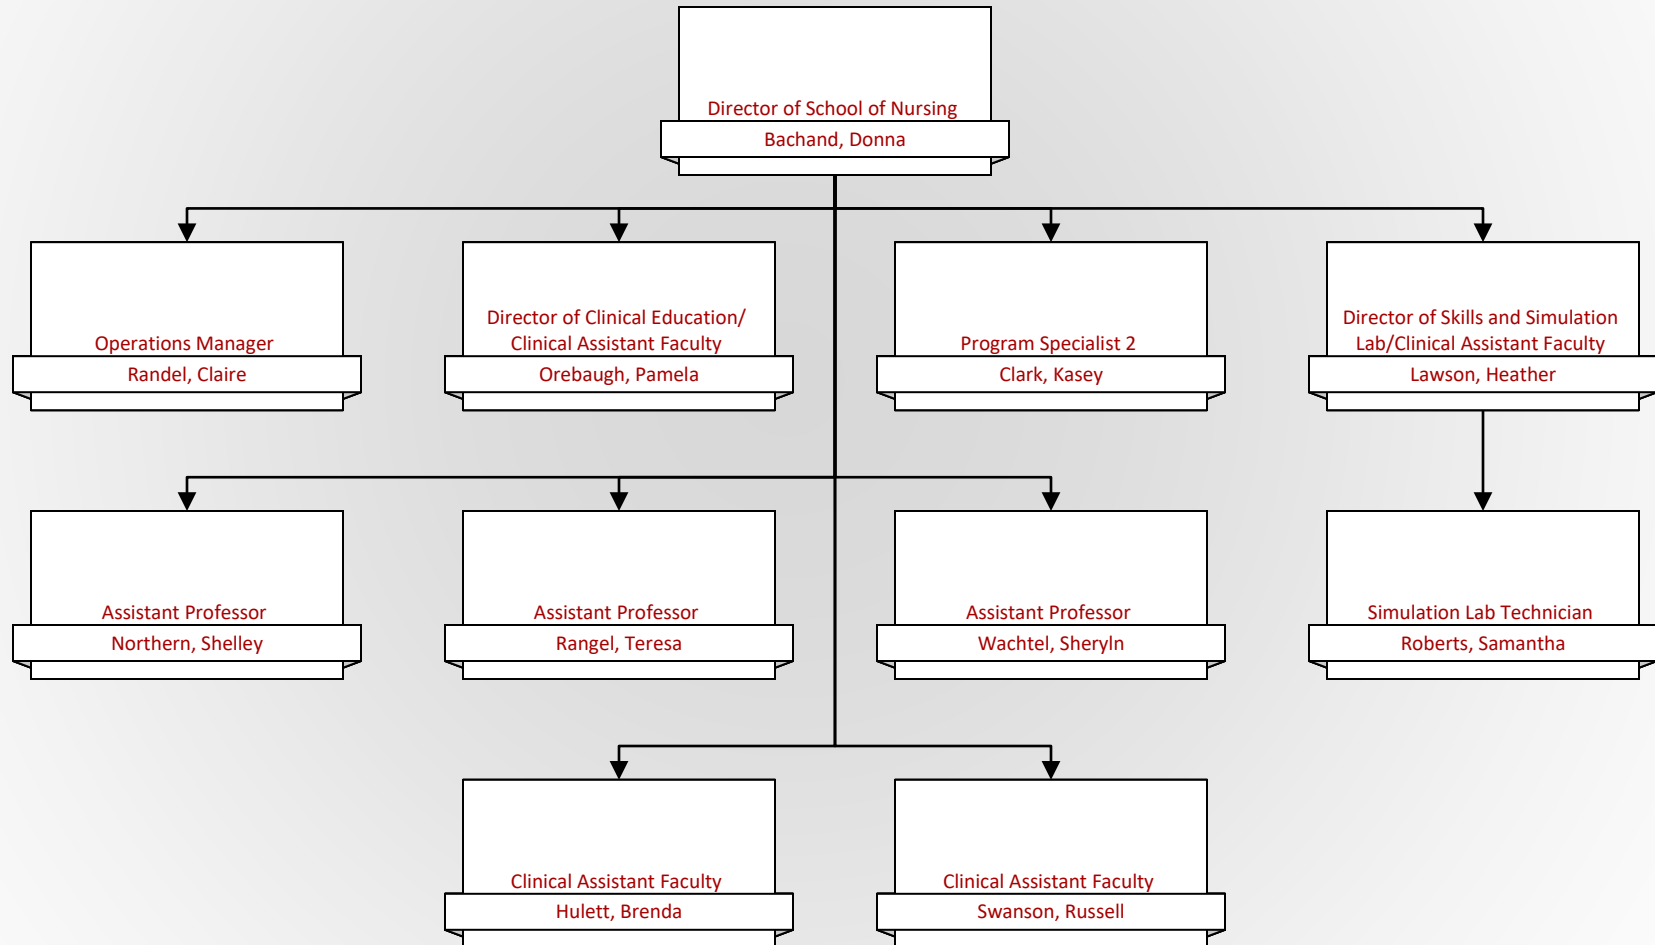 Director of School of Nursing
Bachand, Donna
Operations Manager
Randel, Claire
Director of Clinical Education/
Clinical Assistant Faculty
Orebaugh, Pamela
Program Specialist 2
Clark, Kasey
Director of Skills and Simulation
Lab/Clinical Assistant Faculty
Lawson, Heather
Assistant Professor
Northern, Shelley
Assistant Professor
Rangel, Teresa
Assistant Professor
Wachtel, Sheryln
Simulation Lab Technician
Roberts, Samantha
Clinical Assistant Faculty
Hulett, Brenda
Clinical Assistant Faculty
Swanson, Russell